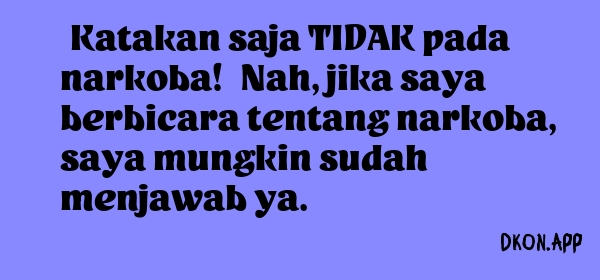 Katakan saja TIDAK pada
narkoba! Nah, jika saya
berbicara tentang narkoba,
saya mungkin sudah
menjawab ya.
DKON.APP